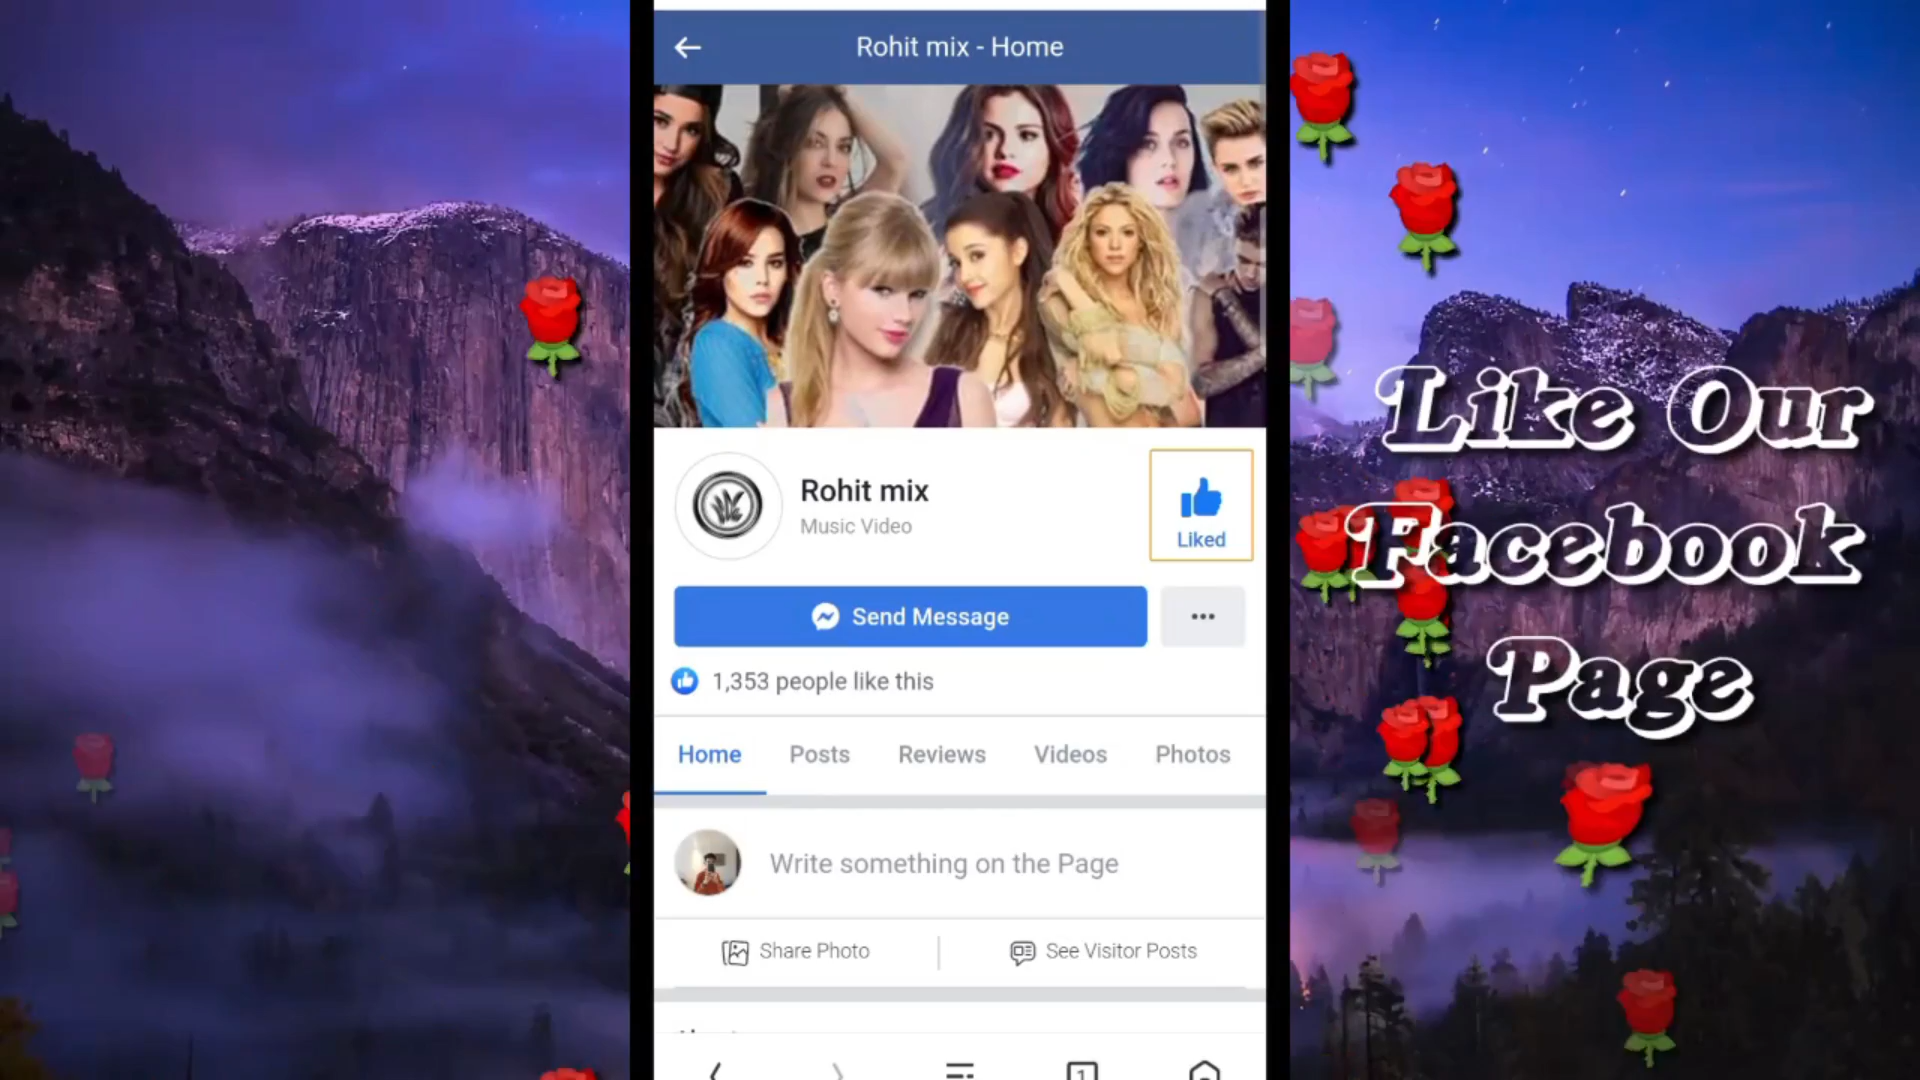 Rohit mix - Home
Rohit mix
Music Video
Liked
Send Message
1,353 people like this
Home Posts Reviews Videos Photos
Write something on the Page
Share Photo See Visitor Posts
1
Like Our
Facebook
Page